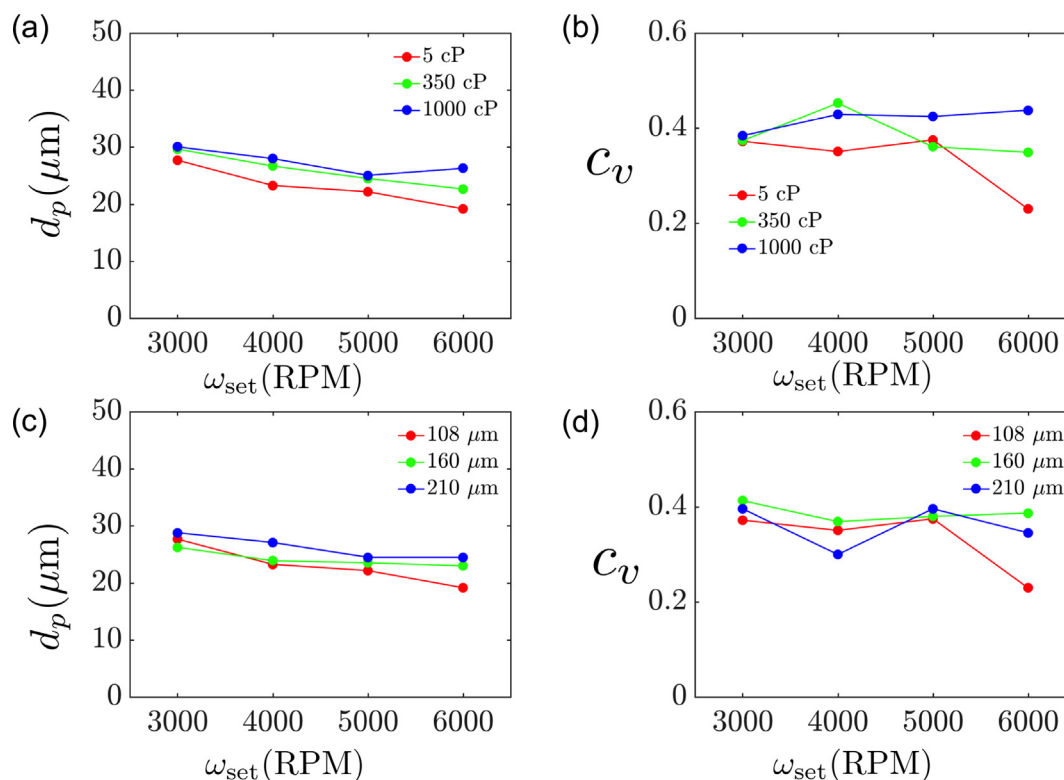 (a)
50
40
30
20
10
0
d_p(μm)
5 cP
350 cP
1000 cP
3000 4000 5000 6000
ω_set(RPM)
(b)
0.6
0.4
0.2
0
c_v
5 cP
350 cP
1000 cP
3000 4000 5000 6000
ω_set(RPM)
(c)
50
40
30
20
10
0
d_p(μm)
108 μm
160 μm
210 μm
3000 4000 5000 6000
ω_set(RPM)
(d)
0.6
0.4
0.2
0
c_v
108 μm
160 μm
210 μm
3000 4000 5000 6000
ω_set(RPM)